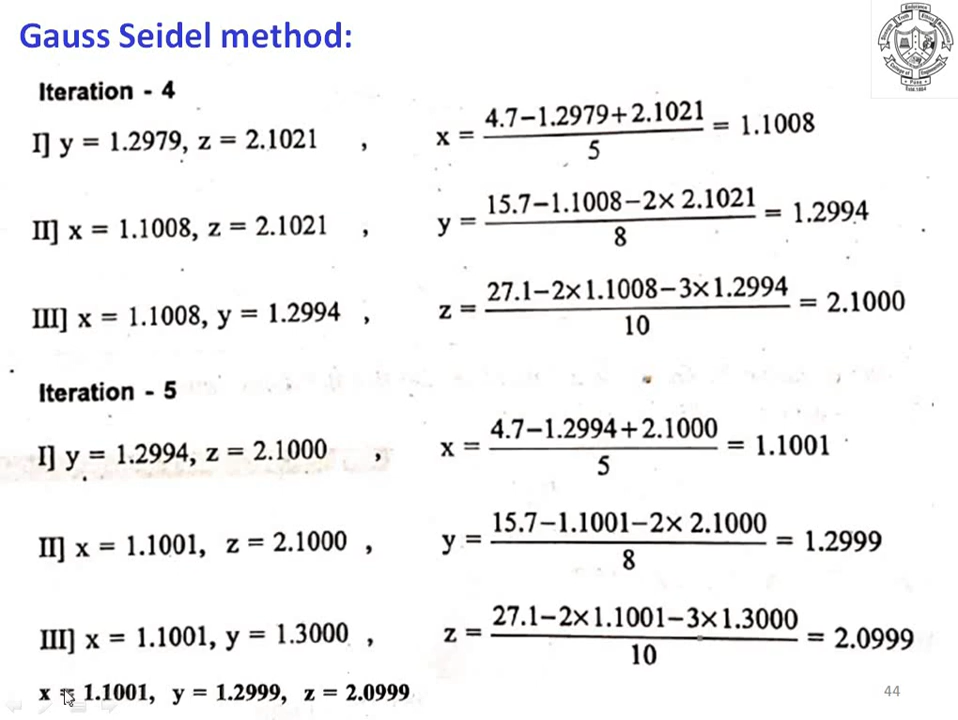 Gauss Seidel method:
Iteration - 4
I] y = 1.2979, z = 2.1021 , x = (4.7−1.2979+2.1021)/5 = 1.1008
II] x = 1.1008, z = 2.1021 , y = (15.7−1.1008−2× 2.1021)/8 = 1.2994
III] x = 1.1008, y = 1.2994 , z = (27.1−2×1.1008−3×1.2994)/10 = 2.1000
Iteration - 5
I] y = 1.2994, z = 2.1000 , x = (4.7−1.2994+2.1000)/5 = 1.1001
II] x = 1.1001, z = 2.1000 , y = (15.7−1.1001−2× 2.1000)/8 = 1.2999
III] x = 1.1001, y = 1.3000 , z = (27.1−2×1.1001−3×1.3000)/10 = 2.0999
x = 1.1001, y = 1.2999, z = 2.0999
44